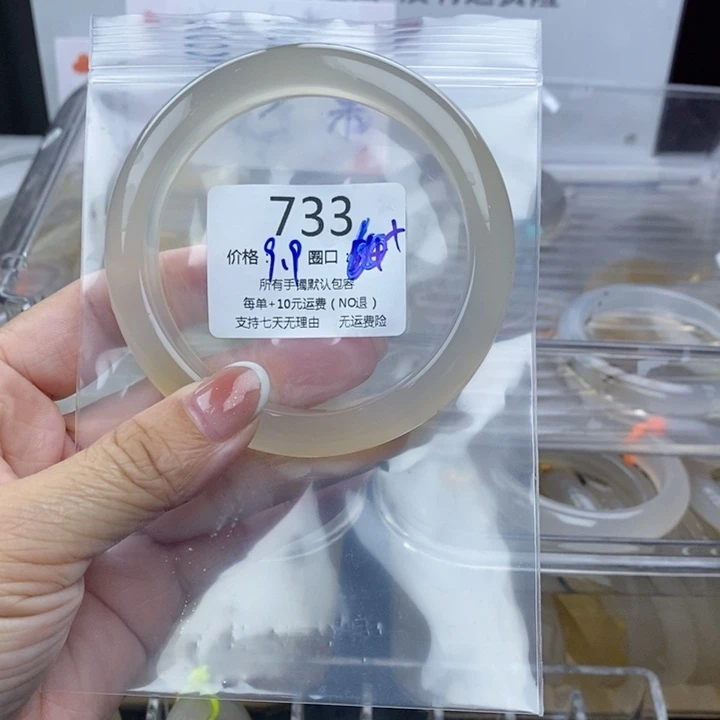 733
价格 9.9 圈口：
所有手镯默认包容
每单+10元运费（NO退）
支持七天无理由 无运费险